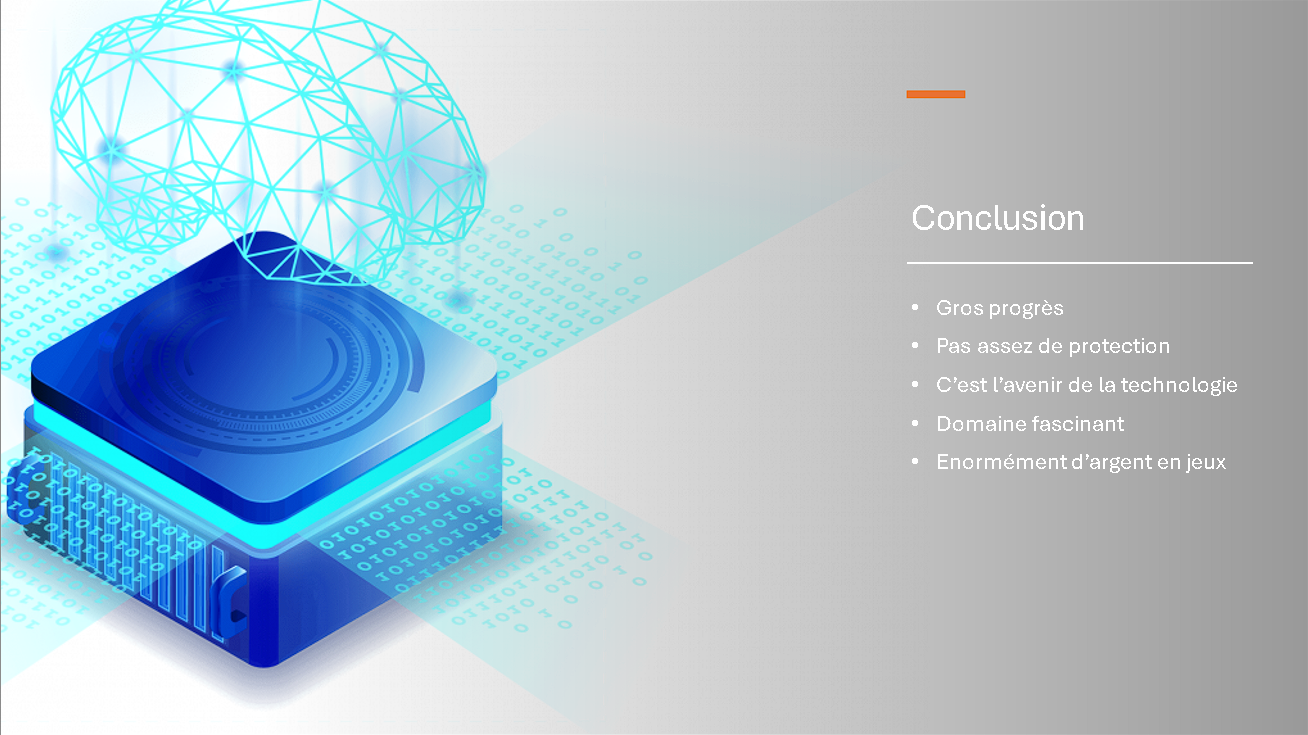 Conclusion
• Gros progrès
• Pas assez de protection
• C’est l’avenir de la technologie
• Domaine fascinant
• Enormément d’argent en jeux